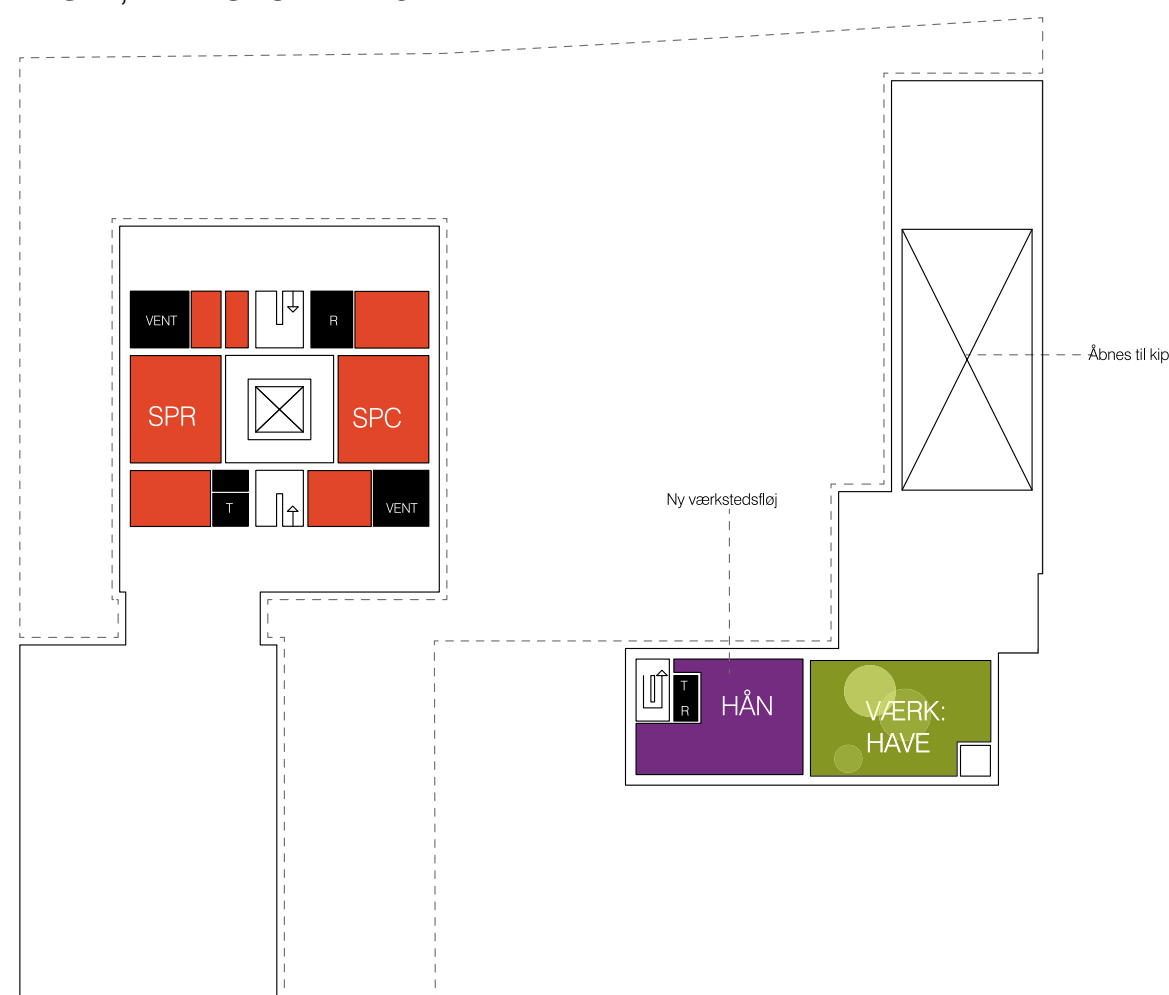 VENT
R
Åbnes til kip
SPR
SPC
Ny værkstedsfløj
T
VENT
T
R
HÅN
VÆRK:
HAVE